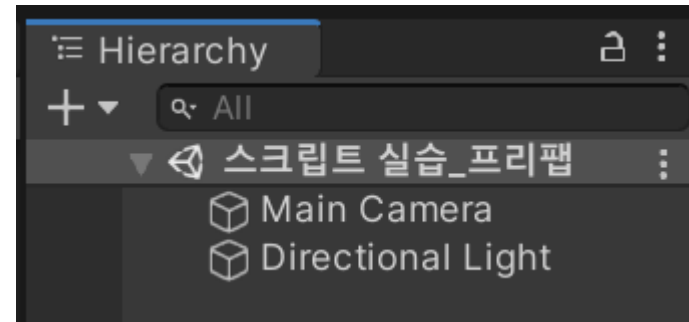 Hierarchy
All
스크립트 실습_프리팹
Main Camera
Directional Light